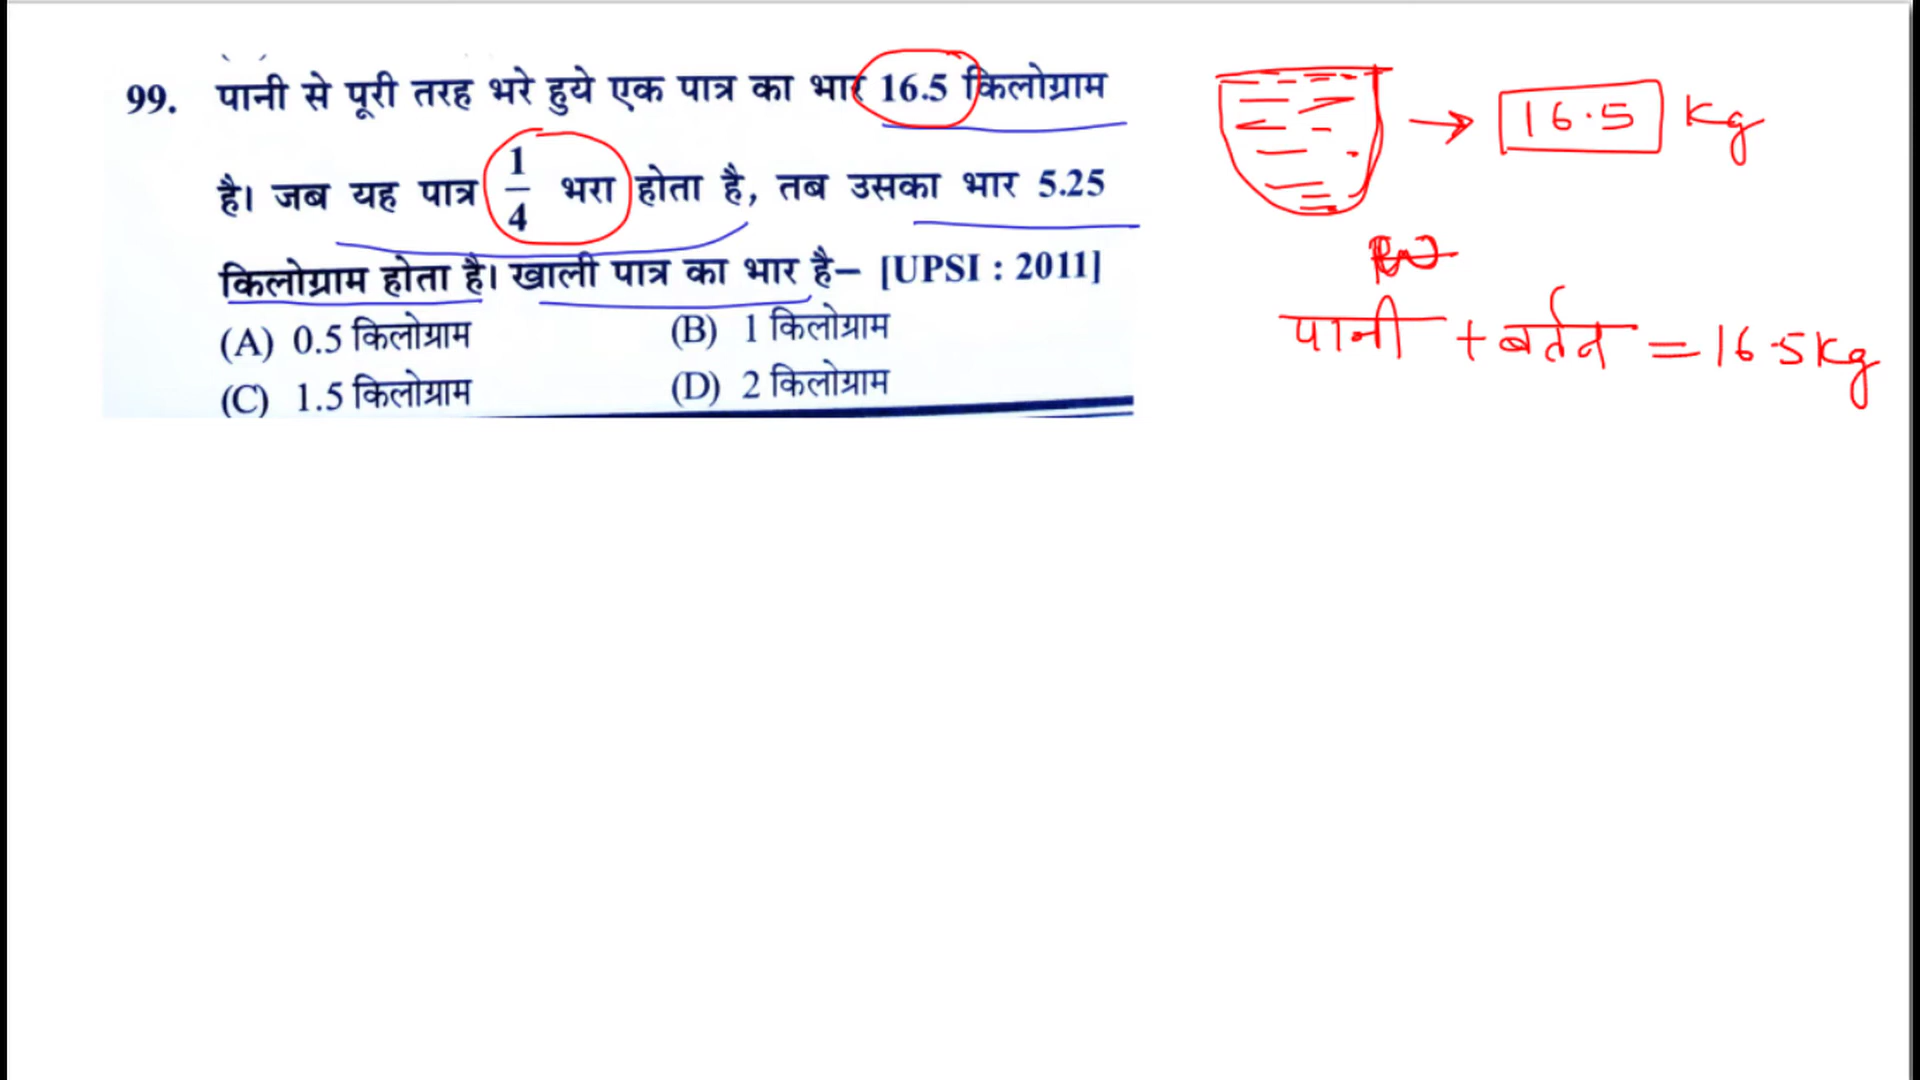 99. पानी से पूरी तरह भरे हुये एक पात्र का भार 16.5 किलोग्राम
है। जब यह पात्र 1/4 भरा होता है, तब उसका भार 5.25
किलोग्राम होता है। खाली पात्र का भार है– [UPSI : 2011]
(A) 0.5 किलोग्राम (B) 1 किलोग्राम
(C) 1.5 किलोग्राम (D) 2 किलोग्राम
→ 16.5 kg
पानी + बर्तन = 16.5 kg